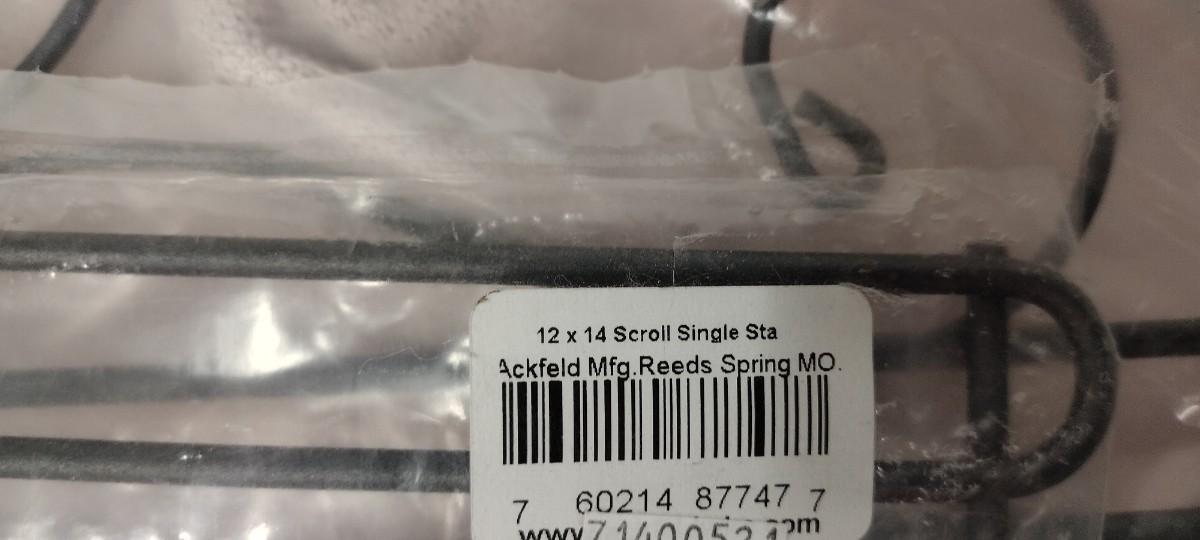 12 x 14 Scroll Single Sta
Ackfeld Mfg.Reeds Spring MO.
7 60214 87747 7